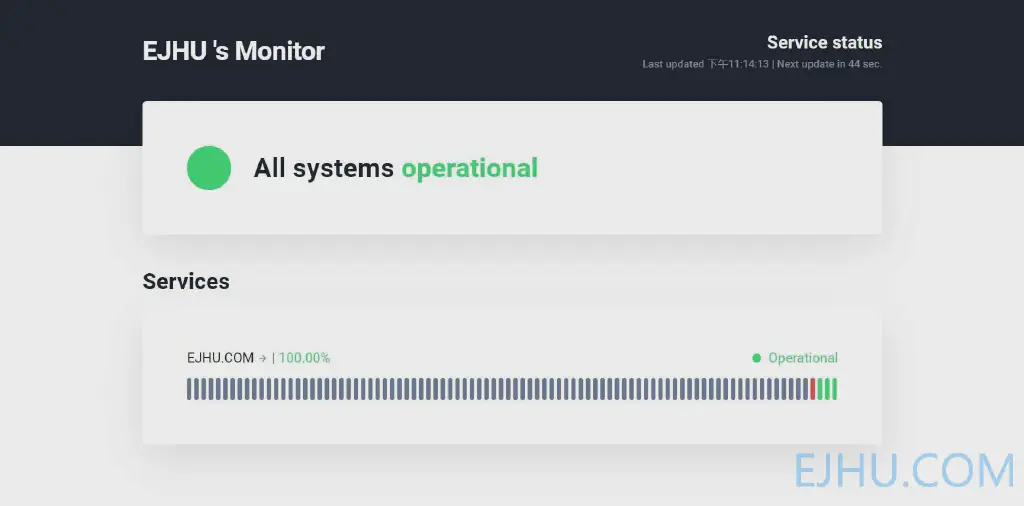 EJHU 's Monitor
Service status
Last updated 下午11:14:13 | Next update in 44 sec.
All systems operational
Services
EJHU.COM → | 100.00%
Operational
EJHU.COM